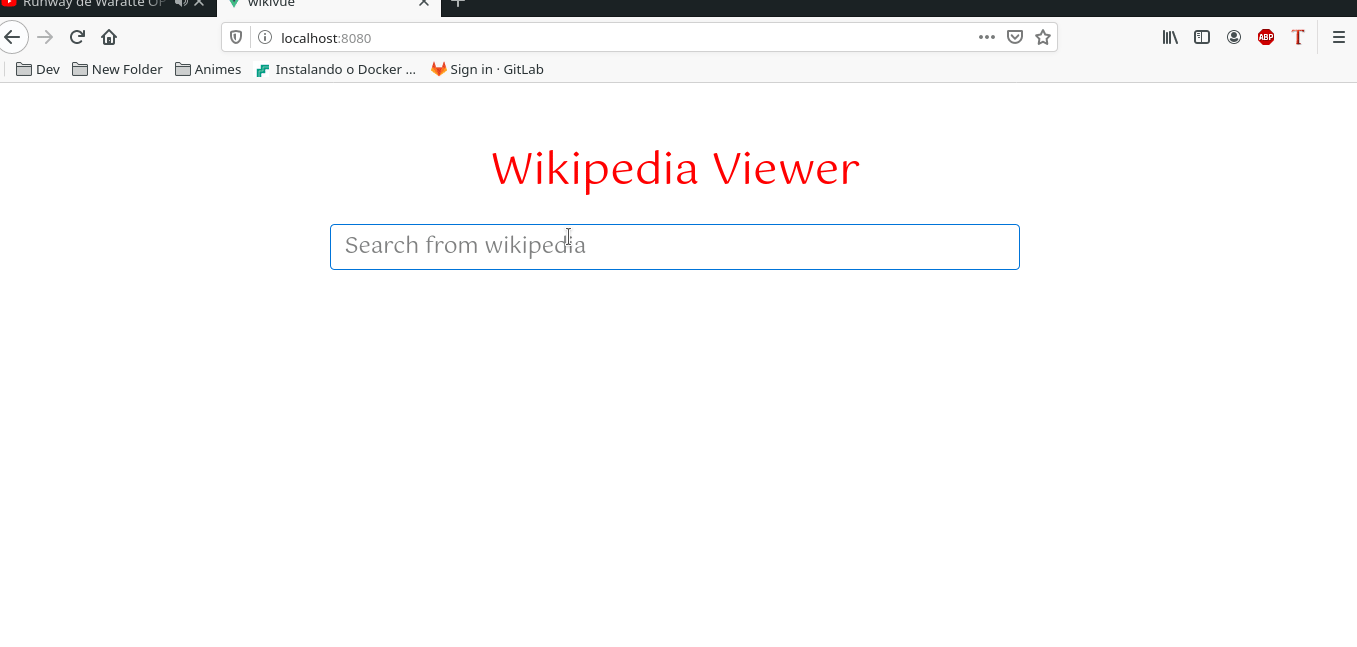 Runway de Waratte OP
wikivue
localhost:8080
ABP
T
Dev
New Folder
Animes
Instalando o Docker ...
Sign in · GitLab
Wikipedia Viewer
Search from wikipedia